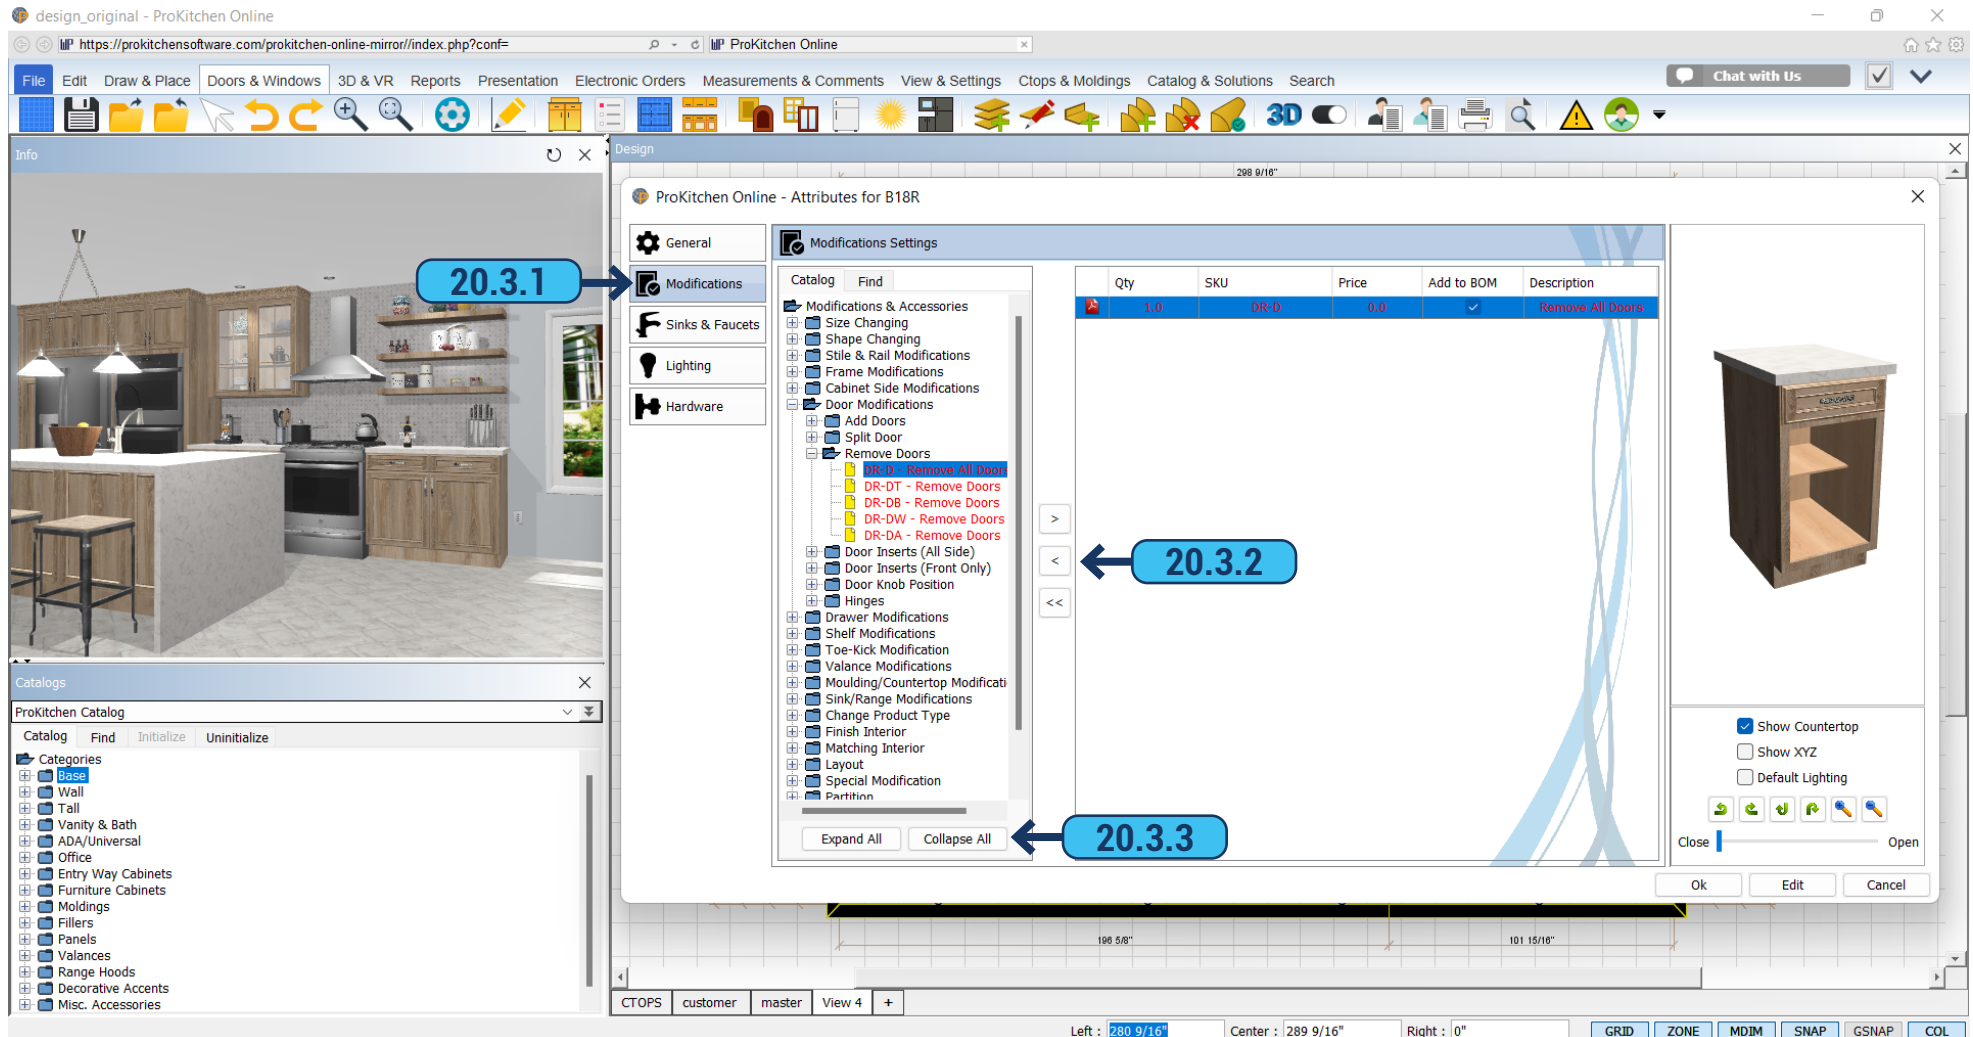 design_original - ProKitchen Online
https://prokitchensoftware.com/prokitchen-online-mirror//index.php?conf=
ProKitchen Online
File Edit Draw & Place Doors & Windows 3D & VR Reports Presentation Electronic Orders Measurements & Comments View & Settings Ctops & Moldings Catalog & Solutions Search
Chat with Us
3D
Info
Design
298 9/16"
ProKitchen Online - Attributes for B18R
General
Modifications
Sinks & Faucets
Lighting
Hardware
20.3.1
Modifications Settings
Catalog Find
Modifications & Accessories
Size Changing
Shape Changing
Stile & Rail Modifications
Frame Modifications
Cabinet Side Modifications
Door Modifications
Add Doors
Split Door
Remove Doors
DR-D - Remove All Doors
DR-DT - Remove Doors
DR-DB - Remove Doors
DR-DW - Remove Doors
DR-DA - Remove Doors
Door Inserts (All Side)
Door Inserts (Front Only)
Door Knob Position
Hinges
Drawer Modifications
Shelf Modifications
Toe-Kick Modification
Valance Modifications
Moulding/Countertop Modificati
Sink/Range Modifications
Change Product Type
Finish Interior
Matching Interior
Layout
Special Modification
Partition
Expand All Collapse All
>
<
<<
20.3.2
20.3.3
Qty SKU Price Add to BOM Description
1.0 DR-D 0.0 Remove All Doors
Show Countertop
Show XYZ
Default Lighting
Close Open
Ok Edit Cancel
Catalogs
ProKitchen Catalog
Catalog Find Initialize Uninitialize
Categories
Base
Wall
Tall
Vanity & Bath
ADA/Universal
Office
Entry Way Cabinets
Furniture Cabinets
Moldings
Fillers
Panels
Valances
Range Hoods
Decorative Accents
Misc. Accessories
196 5/8" 101 15/16"
CTOPS customer master View 4 +
Left : 280 9/16" Center : 289 9/16" Right : 0" GRID ZONE MDIM SNAP GSNAP COL